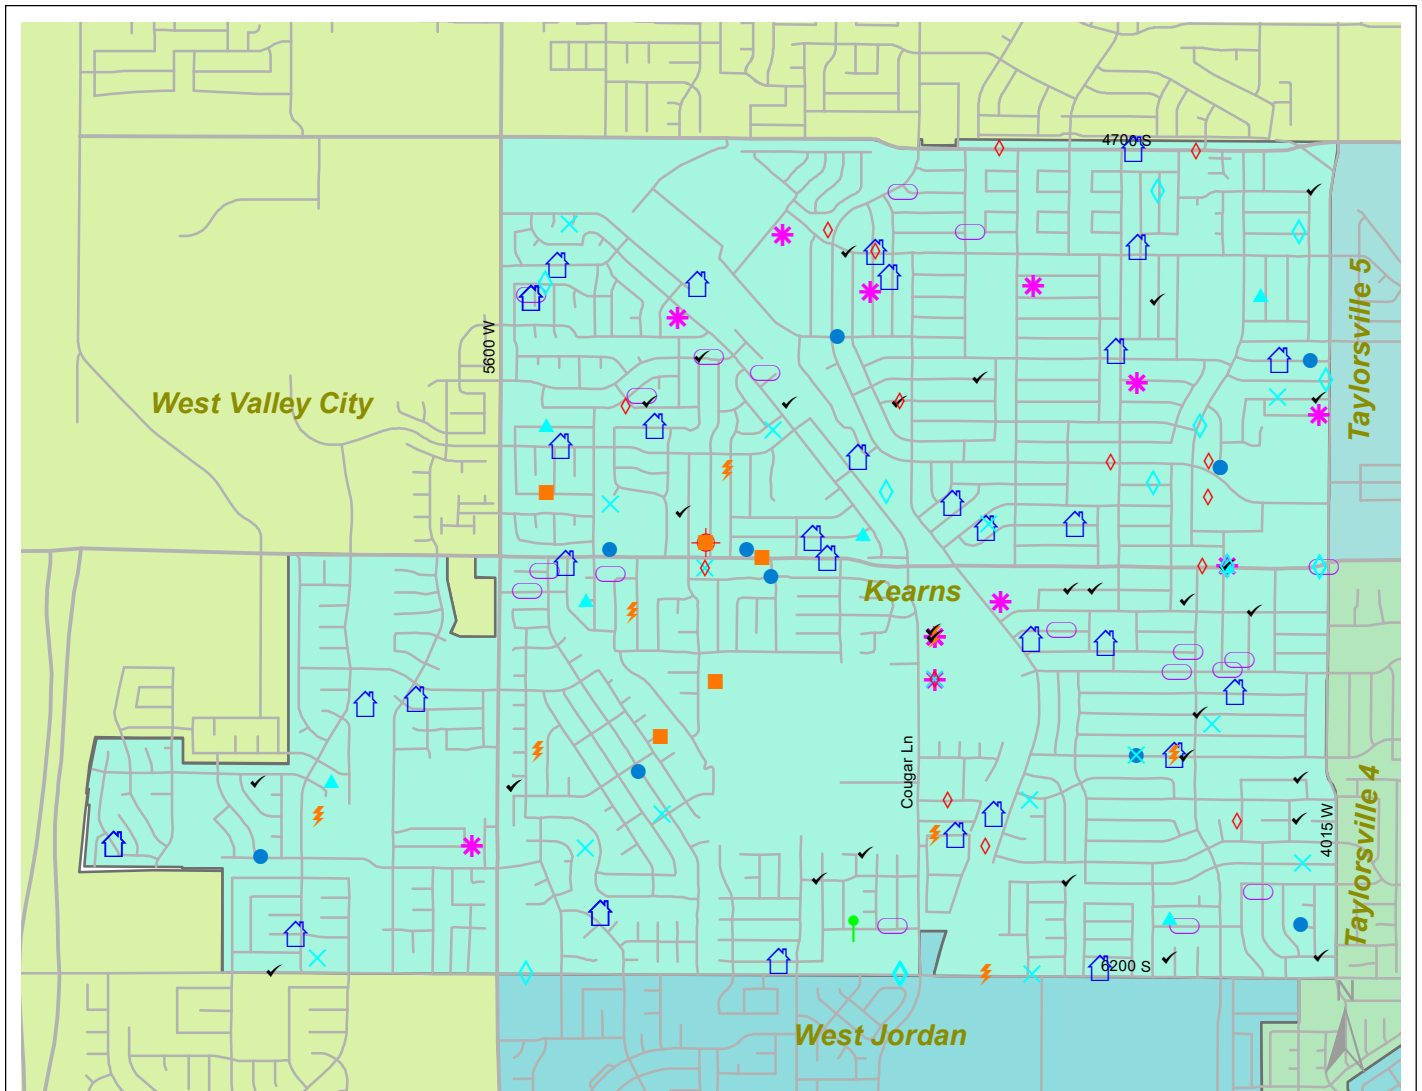 4700 S
Taylorsville 5
5600 W
West Valley City
Kearns
Cougar Ln
Taylorsville 4
4015 W
6200 S
West Jordan
N